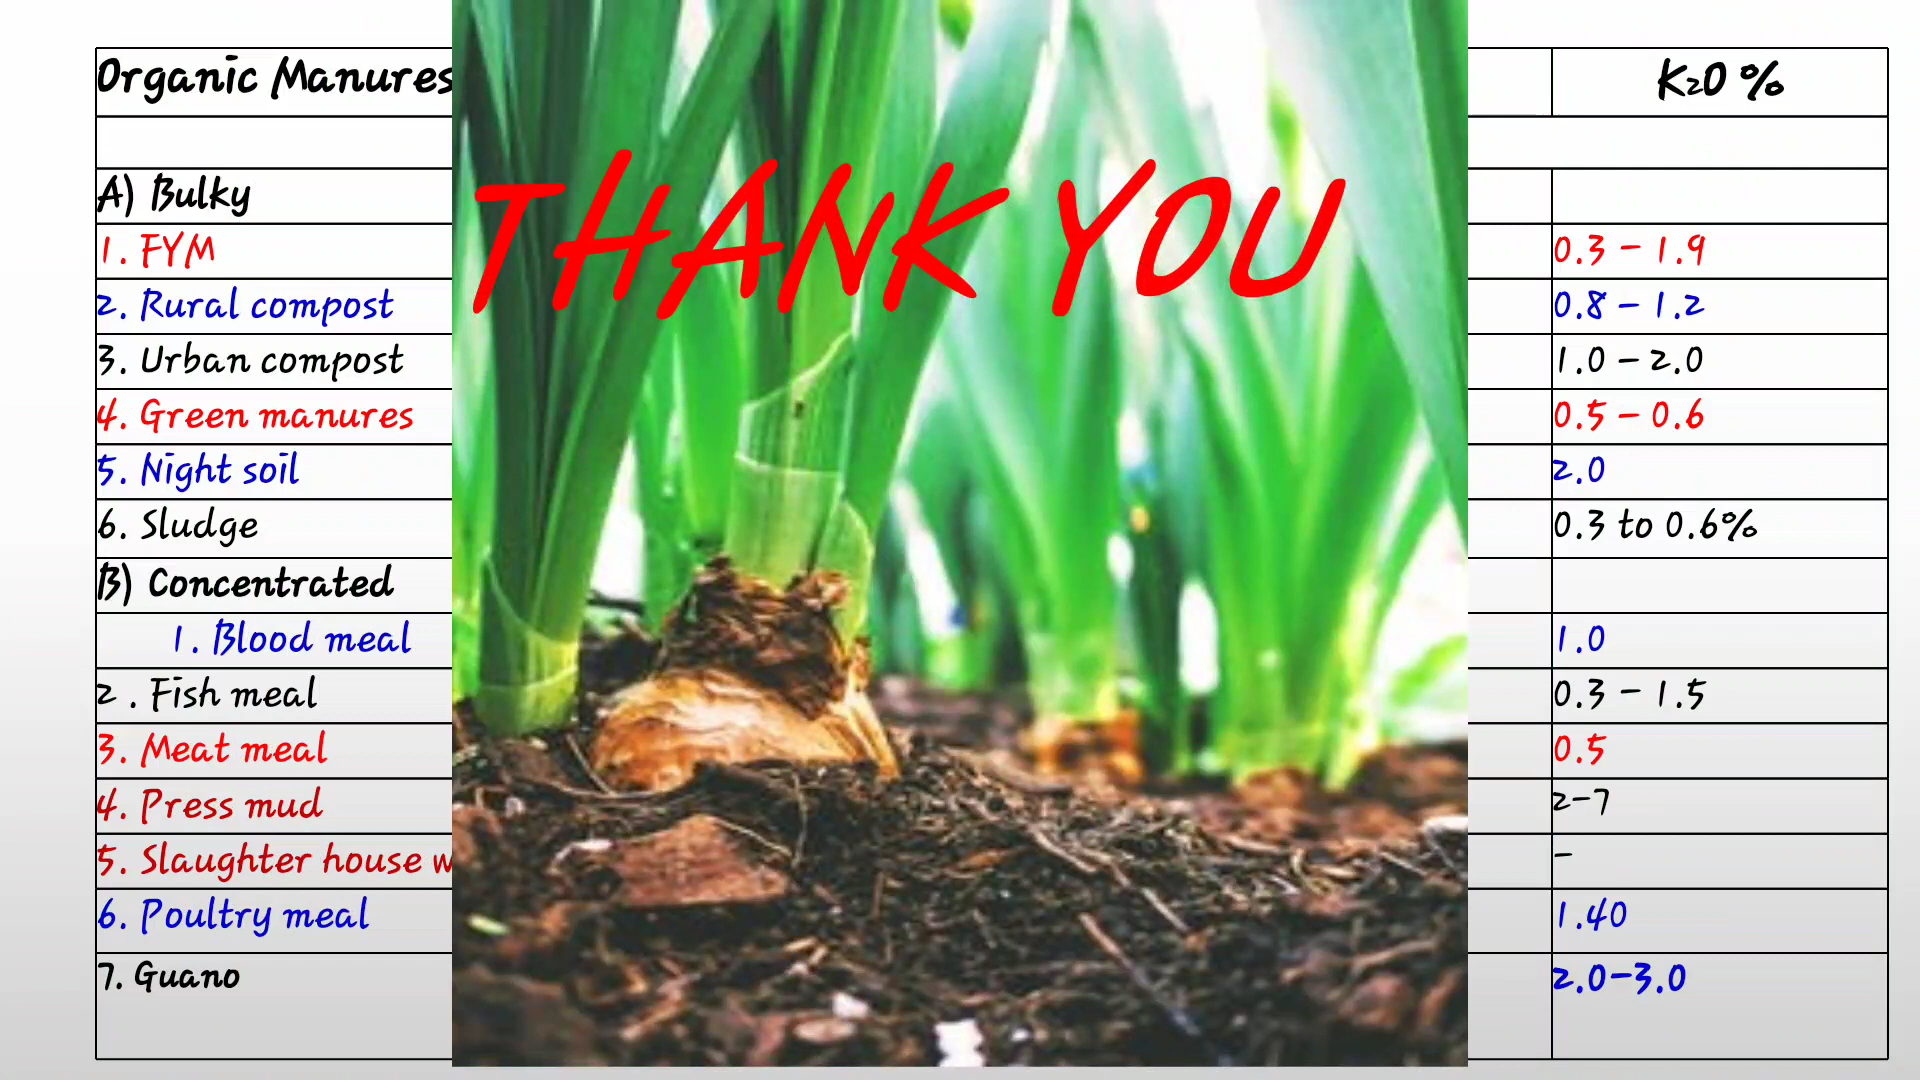 Organic Manures K2O %
THANK YOU
A) Bulky
1. FYM 0.3 - 1.9
2. Rural compost 0.8 - 1.2
3. Urban compost 1.0 - 2.0
4. Green manures 0.5 - 0.6
5. Night soil 2.0
6. Sludge 0.3 to 0.6%
B) Concentrated
1. Blood meal 1.0
2 . Fish meal 0.3 - 1.5
3. Meat meal 0.5
4. Press mud 2-7
5. Slaughter house -
6. Poultry meal 1.40
7. Guano 2.0-3.0